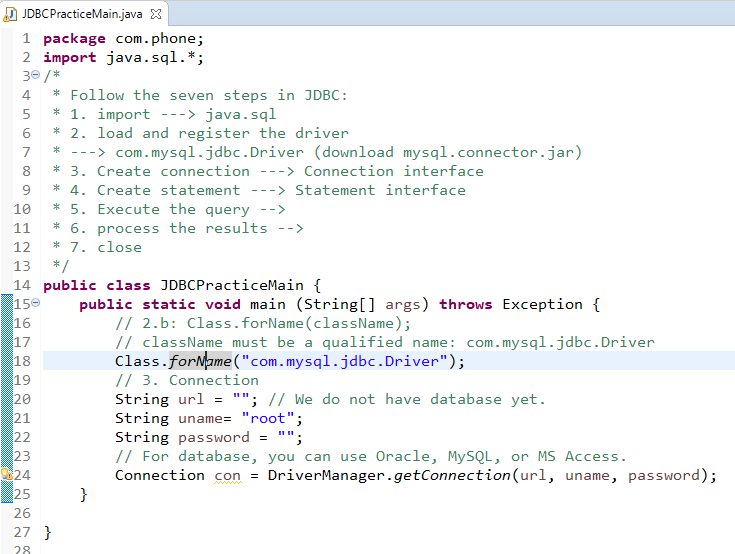 JDBCPracticeMain.java
1 package com.phone;
2 import java.sql.*;
3 /*
4  * Follow the seven steps in JDBC:
5  * 1. import ---> java.sql
6  * 2. load and register the driver
7  * ---> com.mysql.jdbc.Driver (download mysql.connector.jar)
8  * 3. Create connection ---> Connection interface
9  * 4. Create statement ---> Statement interface
10  * 5. Execute the query -->
11  * 6. process the results -->
12  * 7. close
13  */
14 public class JDBCPracticeMain {
15     public static void main (String[] args) throws Exception {
16         // 2.b: Class.forName(className);
17         // className must be a qualified name: com.mysql.jdbc.Driver
18         Class.forName("com.mysql.jdbc.Driver");
19         // 3. Connection
20         String url = ""; // We do not have database yet.
21         String uname= "root";
22         String password = "";
23         // For database, you can use Oracle, MySQL, or MS Access.
24         Connection con = DriverManager.getConnection(url, uname, password);
25     }
26
27 }
28